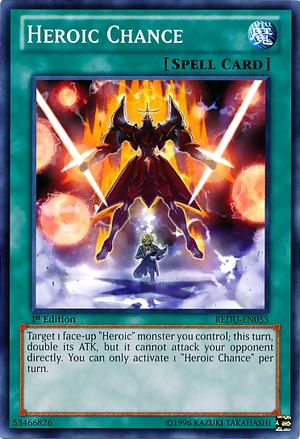 HEROIC CHANCE
[SPELL CARD]
1st Edition
REDU-EN053
Target 1 face-up "Heroic" monster you control; this turn,
double its ATK, but it cannot attack your opponent
directly. You can only activate 1 "Heroic Chance" per
turn.
53466826
©1996 KAZUKI TAKAHASHI